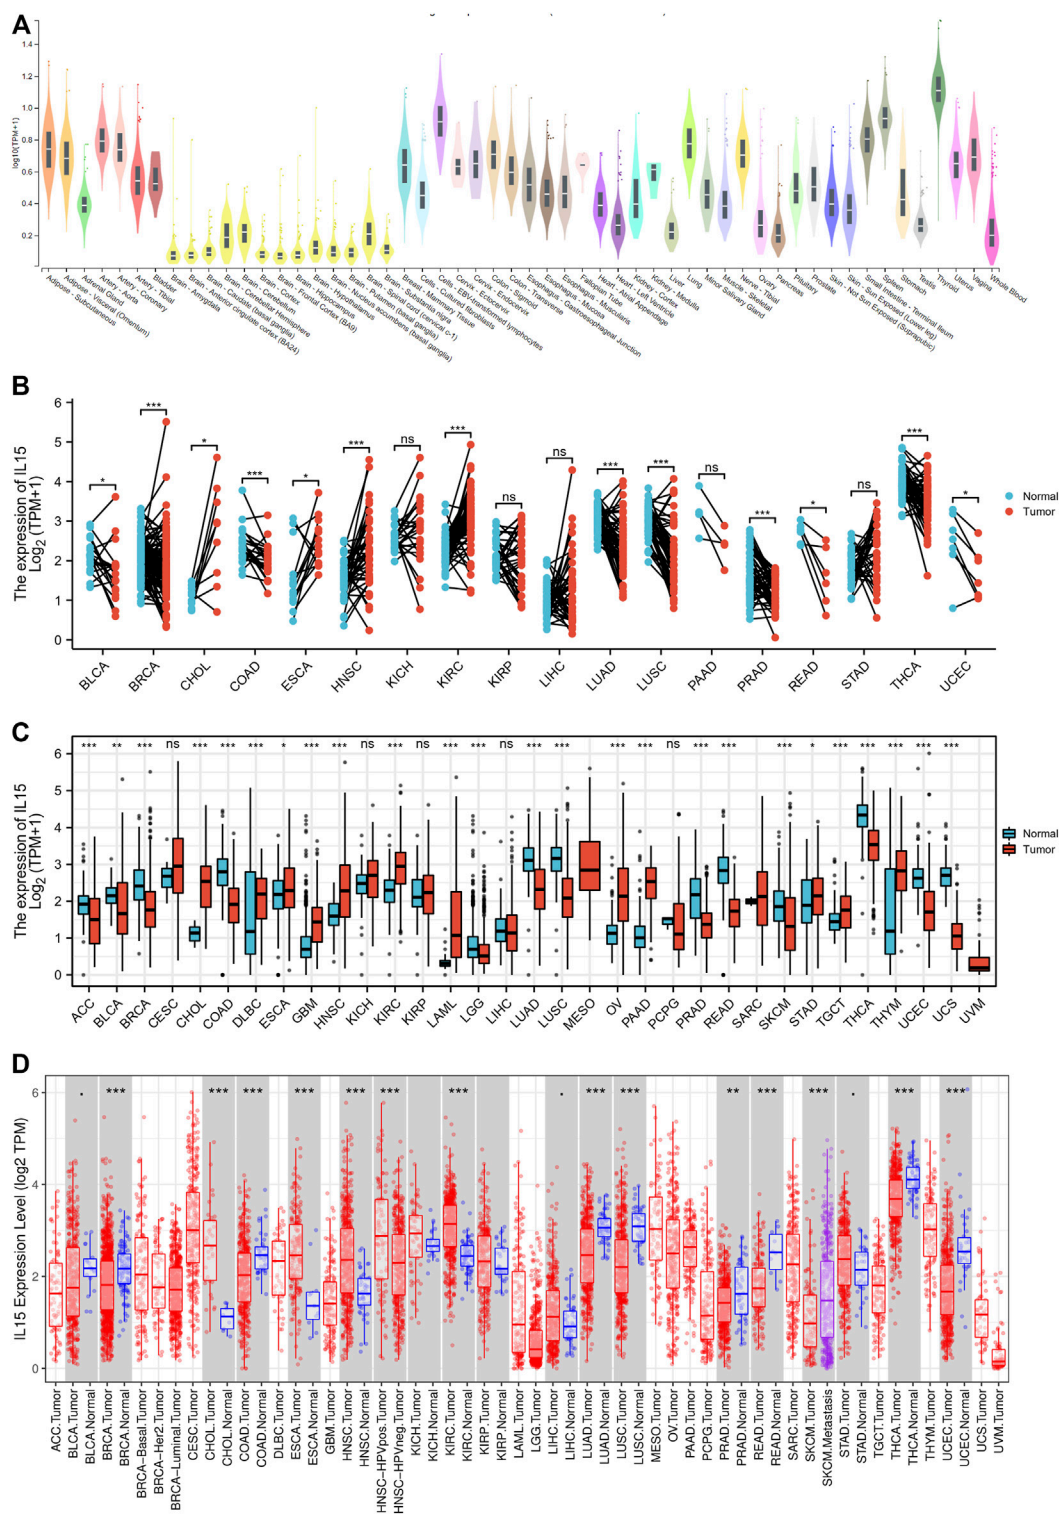 A
log10(TPM+1)
1.4
1.2
1.0
0.8
0.6
0.4
0.2
Adipose - Subcutaneous
Adipose - Visceral (Omentum)
Adrenal Gland
Artery - Aorta
Artery - Coronary
Artery - Tibial
Bladder
Brain - Amygdala
Brain - Anterior cingulate cortex (BA24)
Brain - Caudate (basal ganglia)
Brain - Cerebellar Hemisphere
Brain - Cerebellum
Brain - Cortex
Brain - Frontal Cortex (BA9)
Brain - Hippocampus
Brain - Hypothalamus
Brain - Nucleus accumbens (basal ganglia)
Brain - Putamen (basal ganglia)
Brain - Spinal cord (cervical c-1)
Brain - Substantia nigra
Breast - Mammary Tissue
Cells - Cultured fibroblasts
Cells - EBV-transformed lymphocytes
Cervix - Ectocervix
Cervix - Endocervix
Colon - Sigmoid
Colon - Transverse
Esophagus - Gastroesophageal Junction
Esophagus - Mucosa
Esophagus - Muscularis
Fallopian Tube
Heart - Atrial Appendage
Heart - Left Ventricle
Kidney - Cortex
Kidney - Medulla
Liver
Lung
Minor Salivary Gland
Muscle - Skeletal
Nerve - Tibial
Ovary
Pancreas
Pituitary
Prostate
Skin - Not Sun Exposed (Suprapubic)
Skin - Sun Exposed (Lower leg)
Small Intestine - Terminal Ileum
Spleen
Stomach
Testis
Thyroid
Uterus
Vagina
Whole Blood
B
The expression of IL15
Log2 (TPM+1)
6
5
4
3
2
1
0
* *** * *** * *** ns *** ns ns *** *** ns *** * ns *** *
Normal
Tumor
BLCA BRCA CHOL COAD ESCA HNSC KICH KIRC KIRP LIHC LUAD LUSC PAAD PRAD READ STAD THCA UCEC
C
The expression of IL15
Log2 (TPM+1)
6
5
4
3
2
1
0
*** ** *** ns *** *** *** * *** *** ns *** ns *** *** ns *** *** ** *** ns *** *** *** * *** *** *** *** ***
Normal
Tumor
ACC BLCA BRCA CESC CHOL COAD DLBC ESCA GBM HNSC KICH KIRC KIRP LAML LGG LIHC LUAD LUSC MESO OV PAAD PCPG PRAD READ SARC SKCM STAD TGCT THCA THYM UCEC UCS UVM
D
IL15 Expression Level (log2 TPM)
6
4
2
0
. *** *** *** *** *** *** *** . *** *** ** *** *** . *** ***
ACC.Tumor
BLCA.Tumor
BLCA.Normal
BRCA.Tumor
BRCA.Normal
BRCA-Basal.Tumor
BRCA-Her2.Tumor
BRCA-Luminal.Tumor
CESC.Tumor
CHOL.Tumor
CHOL.Normal
COAD.Tumor
COAD.Normal
DLBC.Tumor
ESCA.Tumor
ESCA.Normal
GBM.Tumor
HNSC.Tumor
HNSC.Normal
HNSC-HPVpos.Tumor
HNSC-HPVneg.Tumor
KICH.Tumor
KICH.Normal
KIRC.Tumor
KIRC.Normal
KIRP.Tumor
KIRP.Normal
LAML.Tumor
LGG.Tumor
LIHC.Tumor
LIHC.Normal
LUAD.Tumor
LUAD.Normal
LUSC.Tumor
LUSC.Normal
MESO.Tumor
OV.Tumor
PAAD.Tumor
PCPG.Tumor
PRAD.Tumor
PRAD.Normal
READ.Tumor
READ.Normal
SARC.Tumor
SKCM.Tumor
SKCM.Metastasis
STAD.Tumor
STAD.Normal
TGCT.Tumor
THCA.Tumor
THCA.Normal
THYM.Tumor
UCEC.Tumor
UCEC.Normal
UCS.Tumor
UVM.Tumor